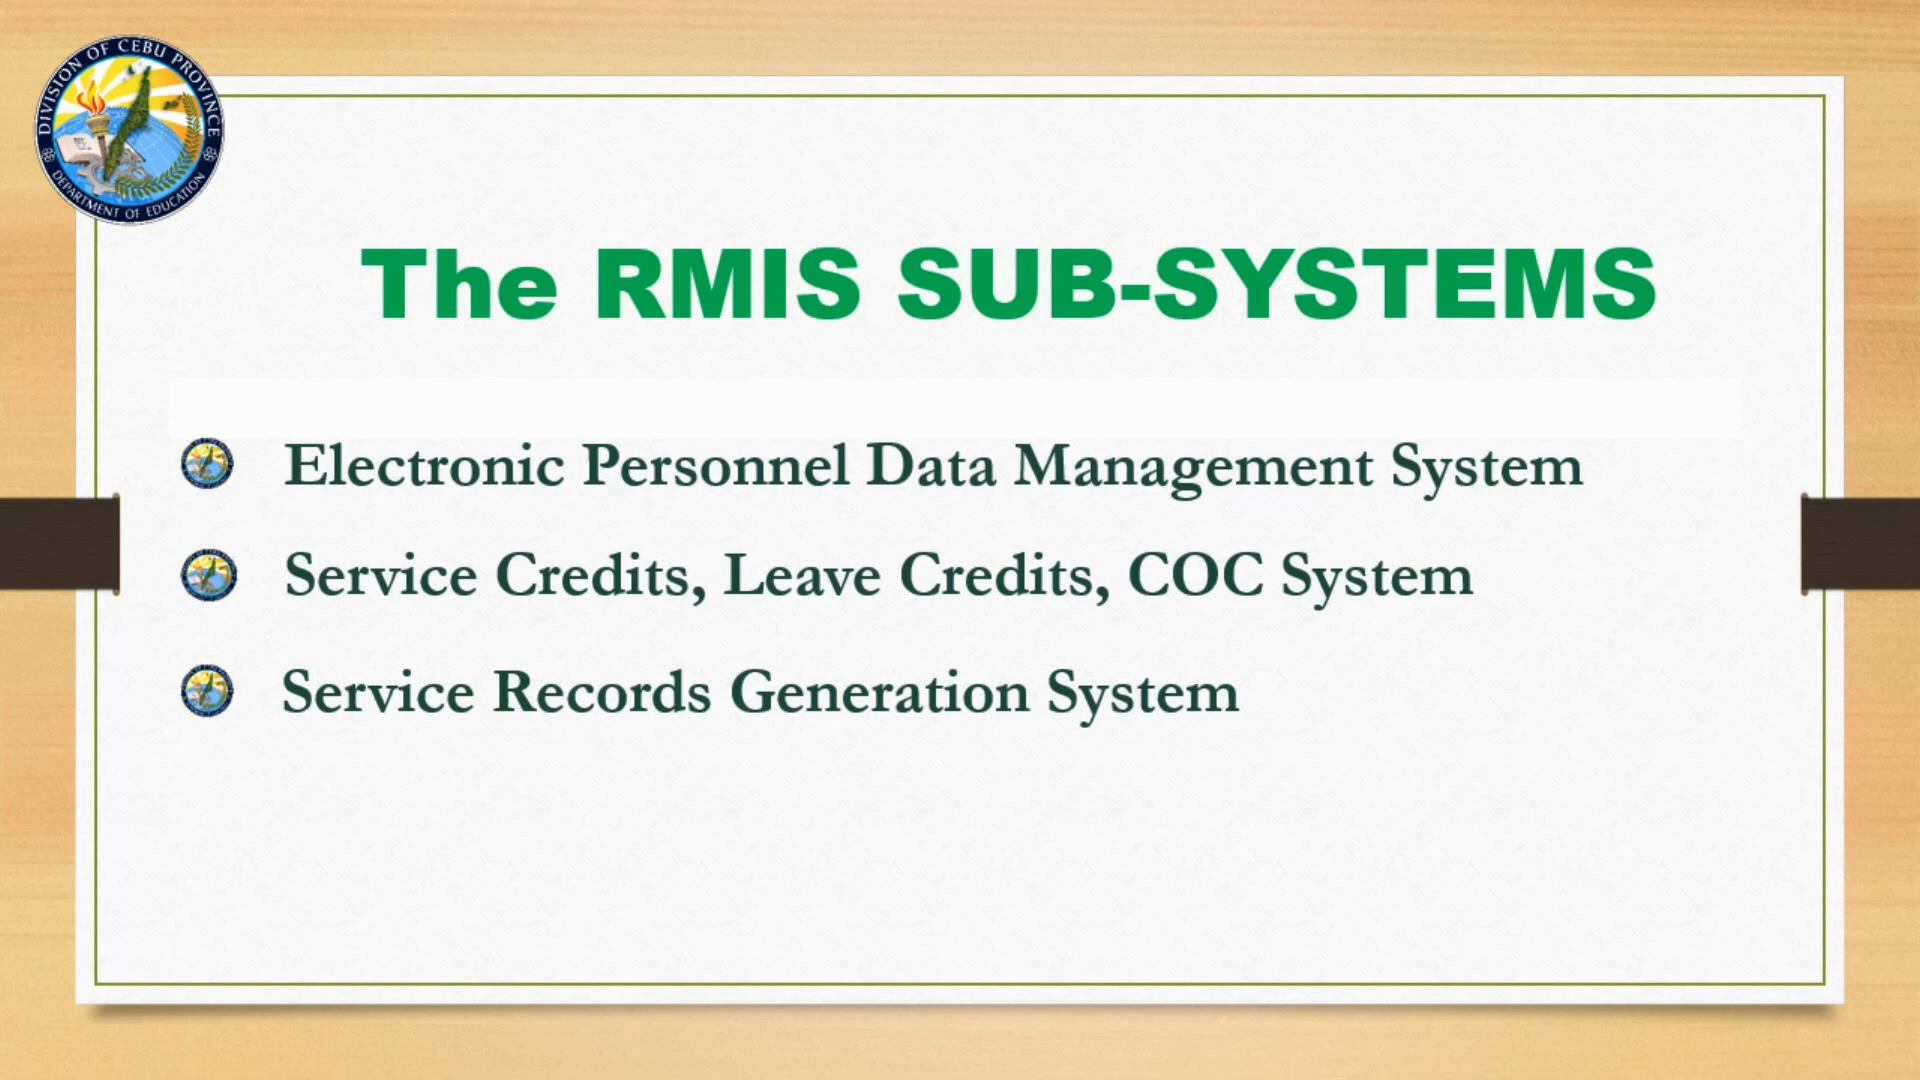 DIVISION OF CEBU PROVINCE
DEPARTMENT OF EDUCATION
The RMIS SUB-SYSTEMS
Electronic Personnel Data Management System
Service Credits, Leave Credits, COC System
Service Records Generation System